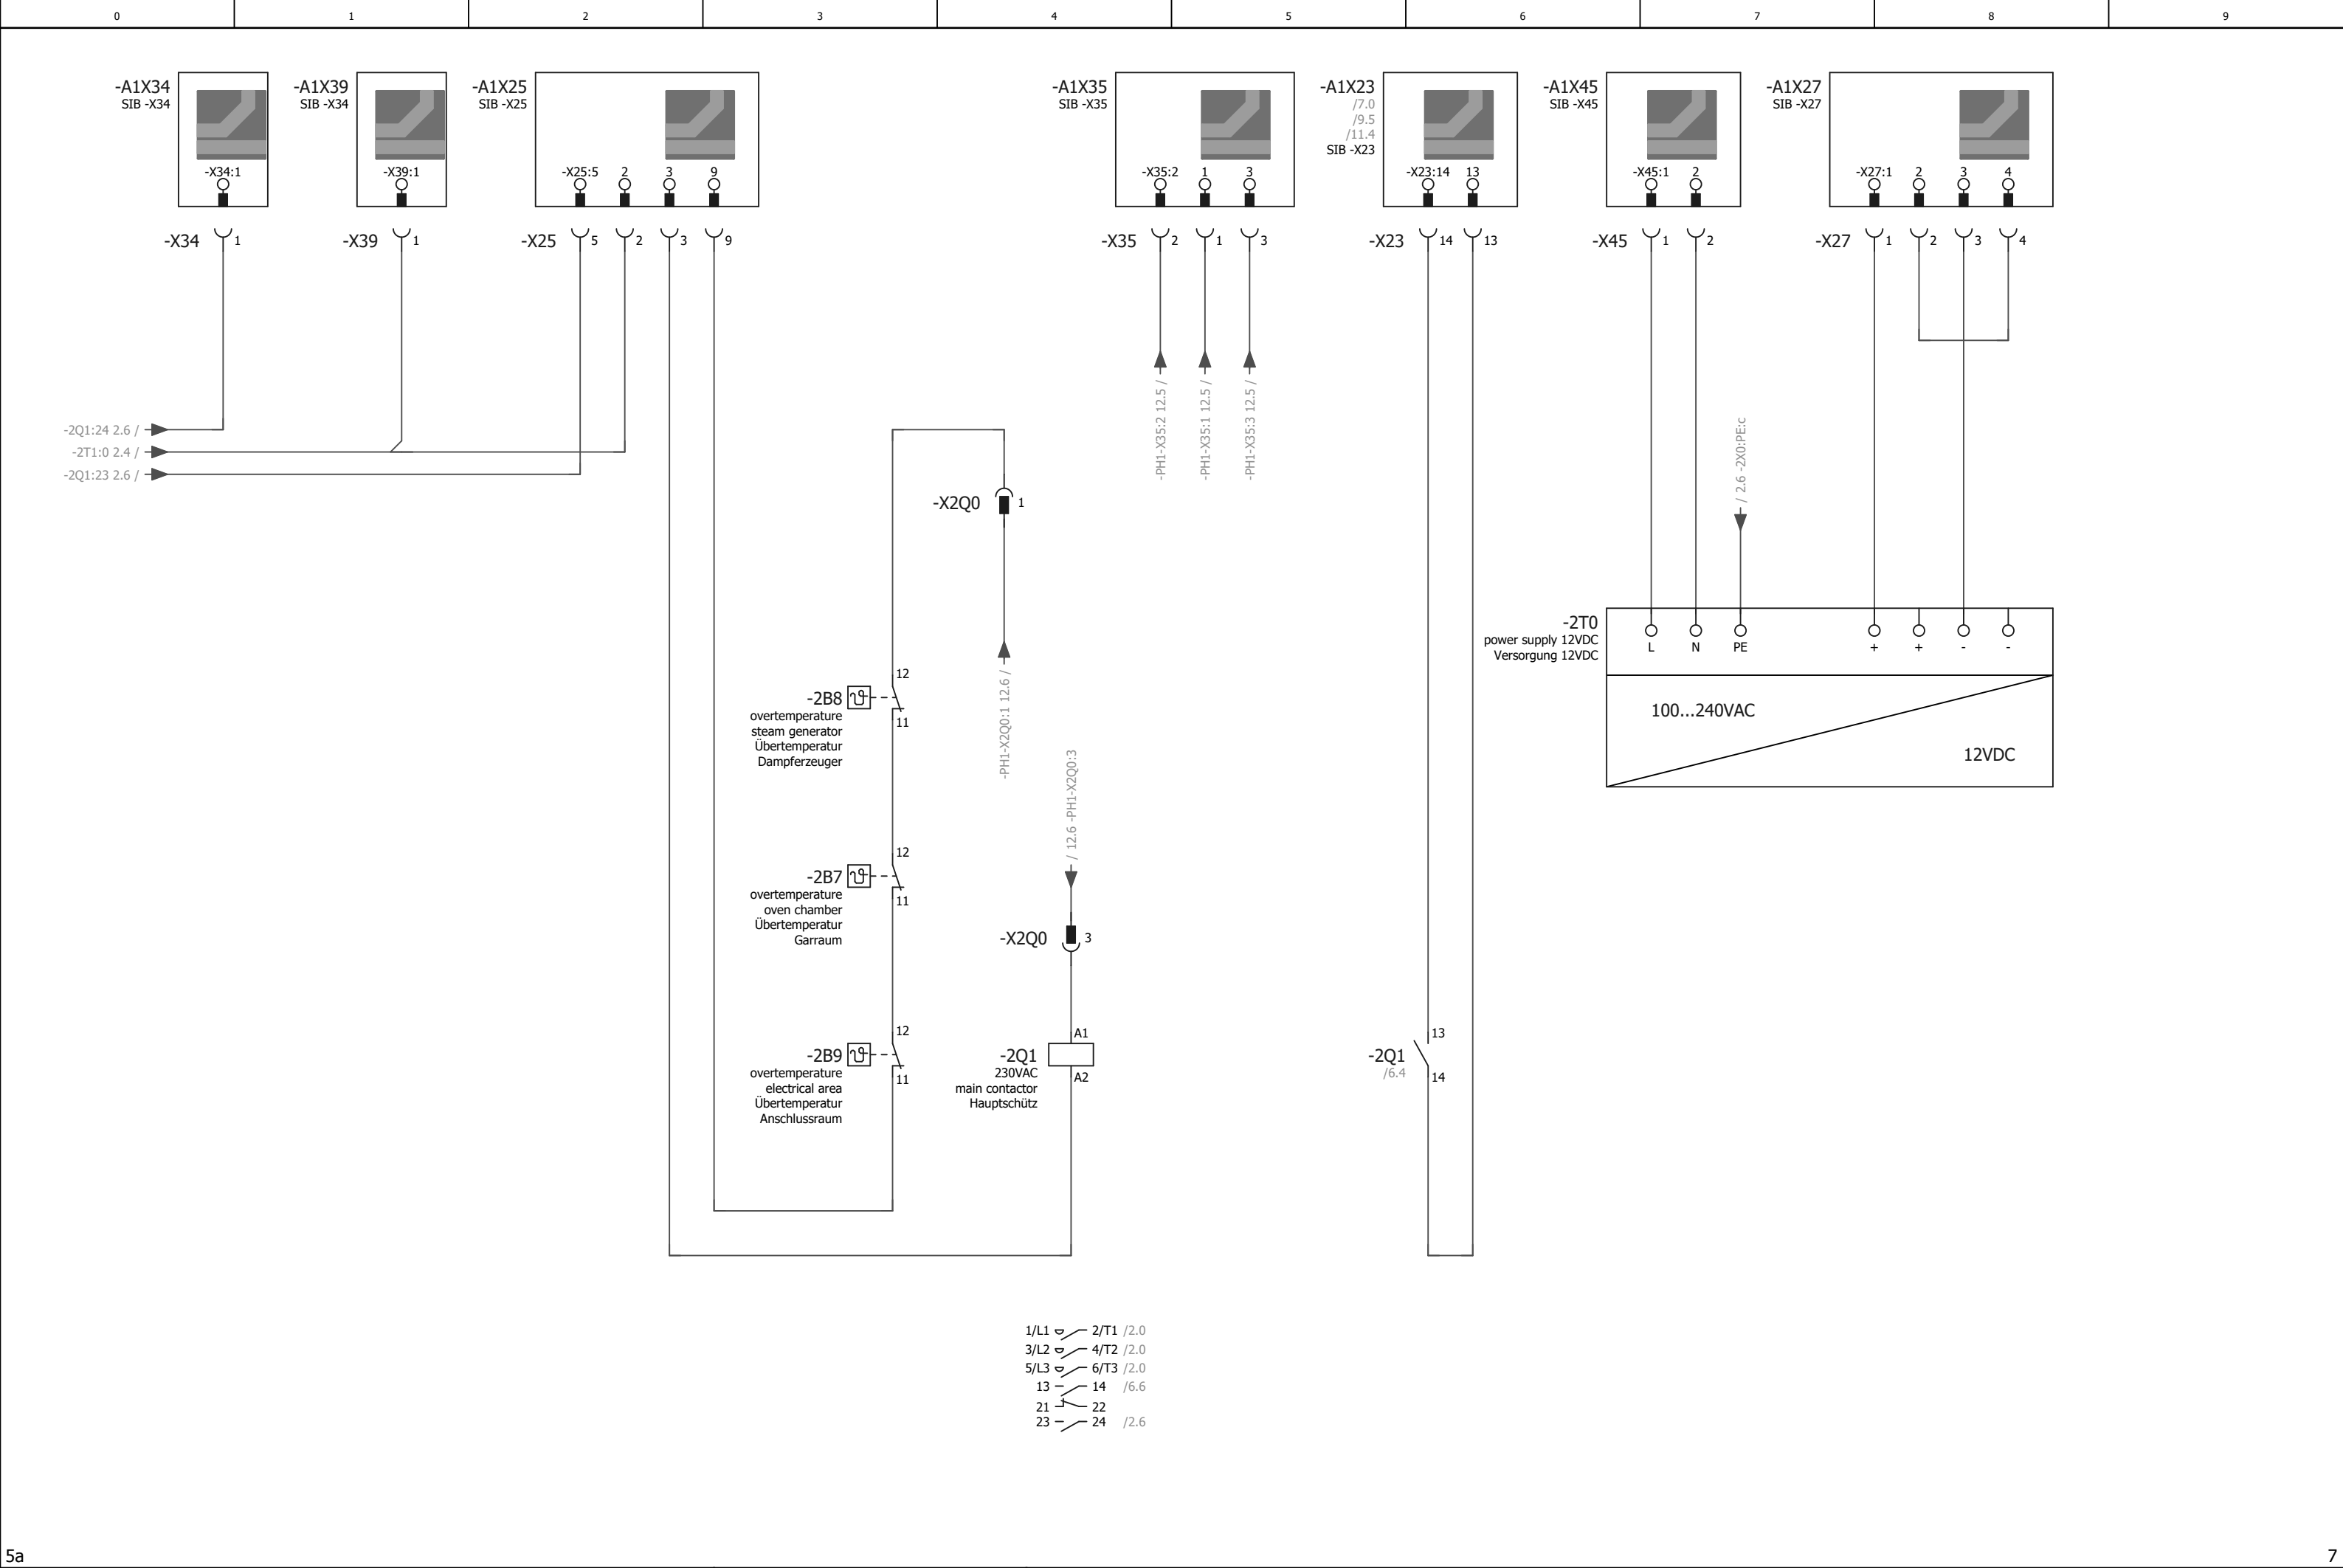 0 1 2 3 4 5 6 7 8 9
-A1X34
SIB -X34
-X34:1
-X34 1
-A1X39
SIB -X34
-X39:1
-X39 1
-A1X25
SIB -X25
-X25:5 2 3 9
-X25 5 2 3 9
-A1X35
SIB -X35
-X35:2 1 3
-X35 2 1 3
-A1X23
/7.0
/9.5
/11.4
SIB -X23
-X23:14 13
-X23 14 13
-A1X45
SIB -X45
-X45:1 2
-X45 1 2
-A1X27
SIB -X27
-X27:1 2 3 4
-X27 1 2 3 4
-2Q1:24 2.6 /
-2T1:0 2.4 /
-2Q1:23 2.6 /
-PH1-X35:2 12.5 /
-PH1-X35:1 12.5 /
-PH1-X35:3 12.5 /
/ 2.6 -2X0:PE:c
-X2Q0 1
-PH1-X2Q0:1 12.6 /
-2T0
power supply 12VDC
Versorgung 12VDC
L N PE + + - -
100...240VAC
12VDC
12
-2B8
11
overtemperature
steam generator
Übertemperatur
Dampferzeuger
/ 12.6 -PH1-X2Q0:3
12
-2B7
11
overtemperature
oven chamber
Übertemperatur
Garraum
-X2Q0 3
12
-2B9
11
overtemperature
electrical area
Übertemperatur
Anschlussraum
A1
-2Q1
230VAC
A2
main contactor
Hauptschütz
13
-2Q1
/6.4
14
1/L1 2/T1 /2.0
3/L2 4/T2 /2.0
5/L3 6/T3 /2.0
13 14 /6.6
21 22
23 24 /2.6
5a 7